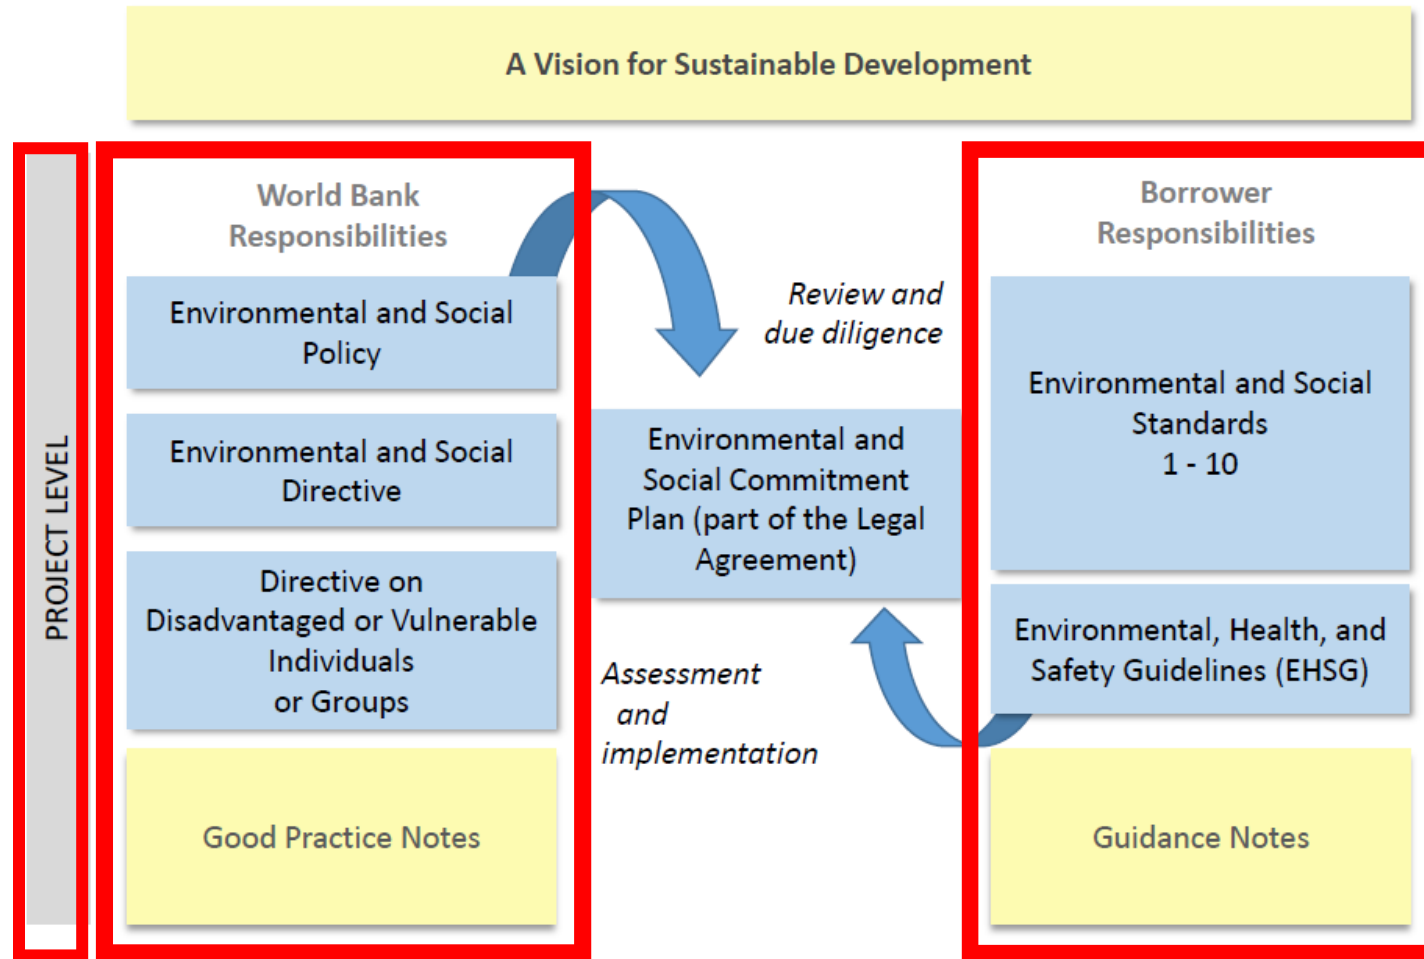 A Vision for Sustainable Development
PROJECT LEVEL
World Bank
Responsibilities
Environmental and Social
Policy
Environmental and Social
Directive
Directive on
Disadvantaged or Vulnerable
Individuals
or Groups
Good Practice Notes
Review and
due diligence
Environmental and
Social Commitment
Plan (part of the Legal
Agreement)
Assessment
and
implementation
Borrower
Responsibilities
Environmental and Social
Standards
1 - 10
Environmental, Health, and
Safety Guidelines (EHSG)
Guidance Notes